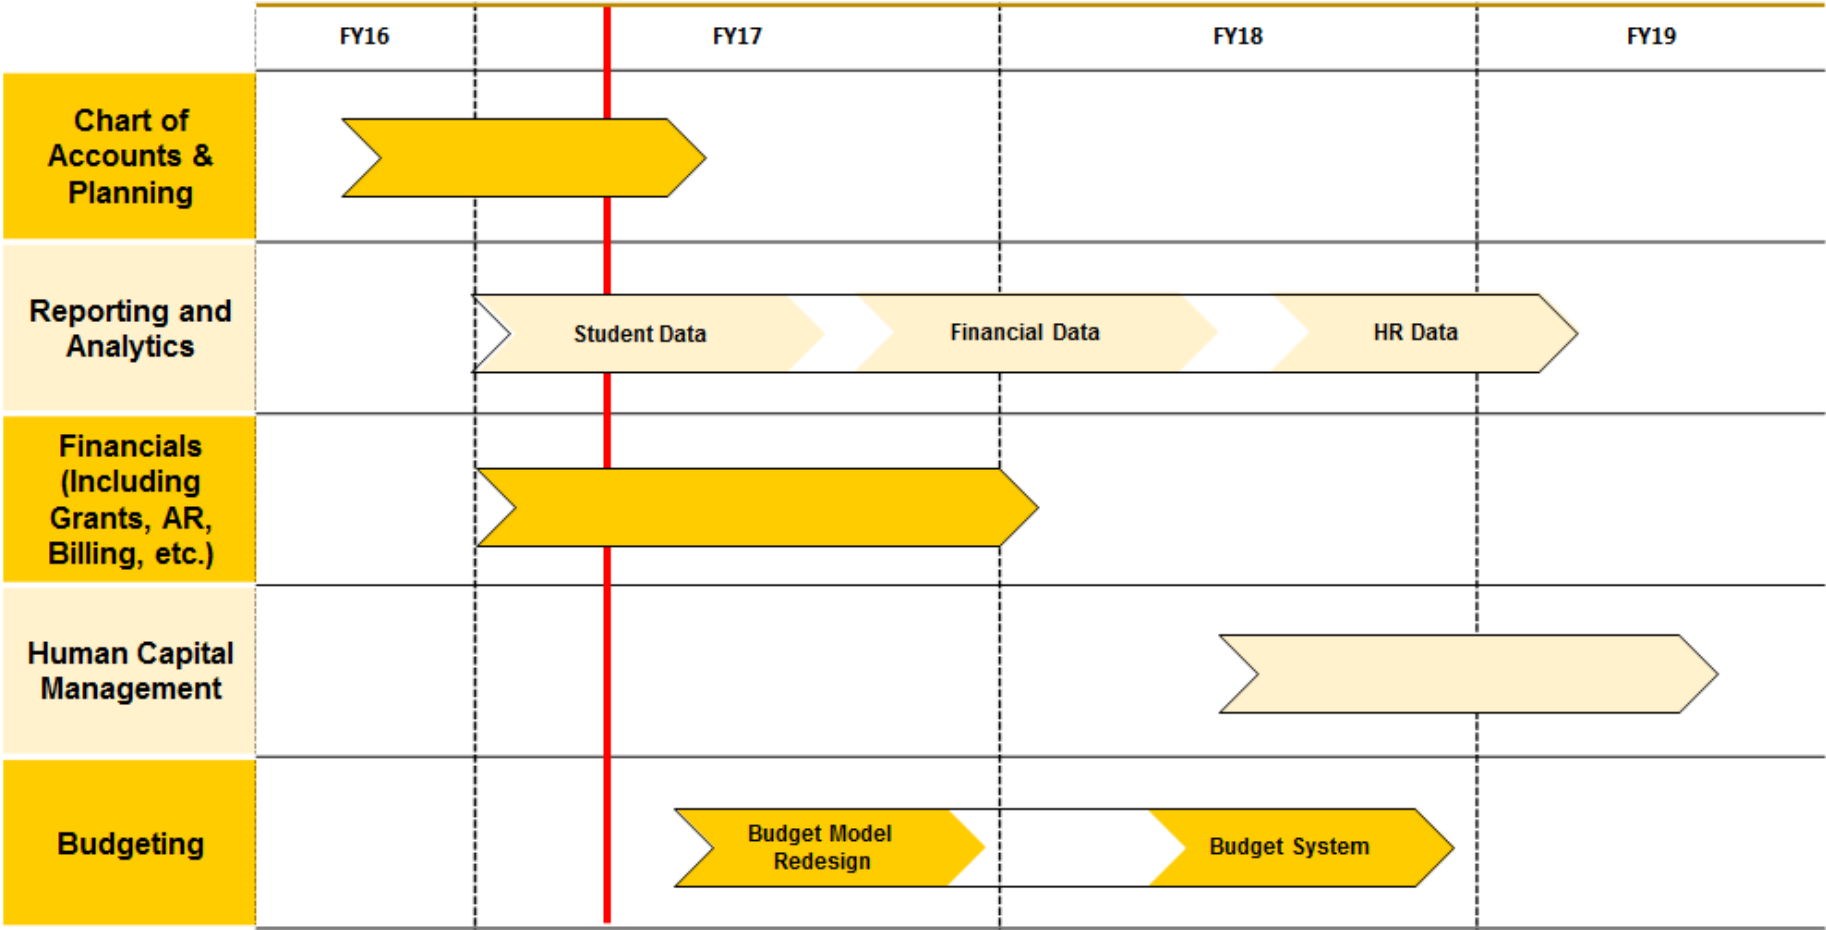 FY16
FY17
FY18
FY19
Chart of
Accounts &
Planning
Reporting and
Analytics
Student Data
Financial Data
HR Data
Financials
(Including
Grants, AR,
Billing, etc.)
Human Capital
Management
Budgeting
Budget Model
Redesign
Budget System